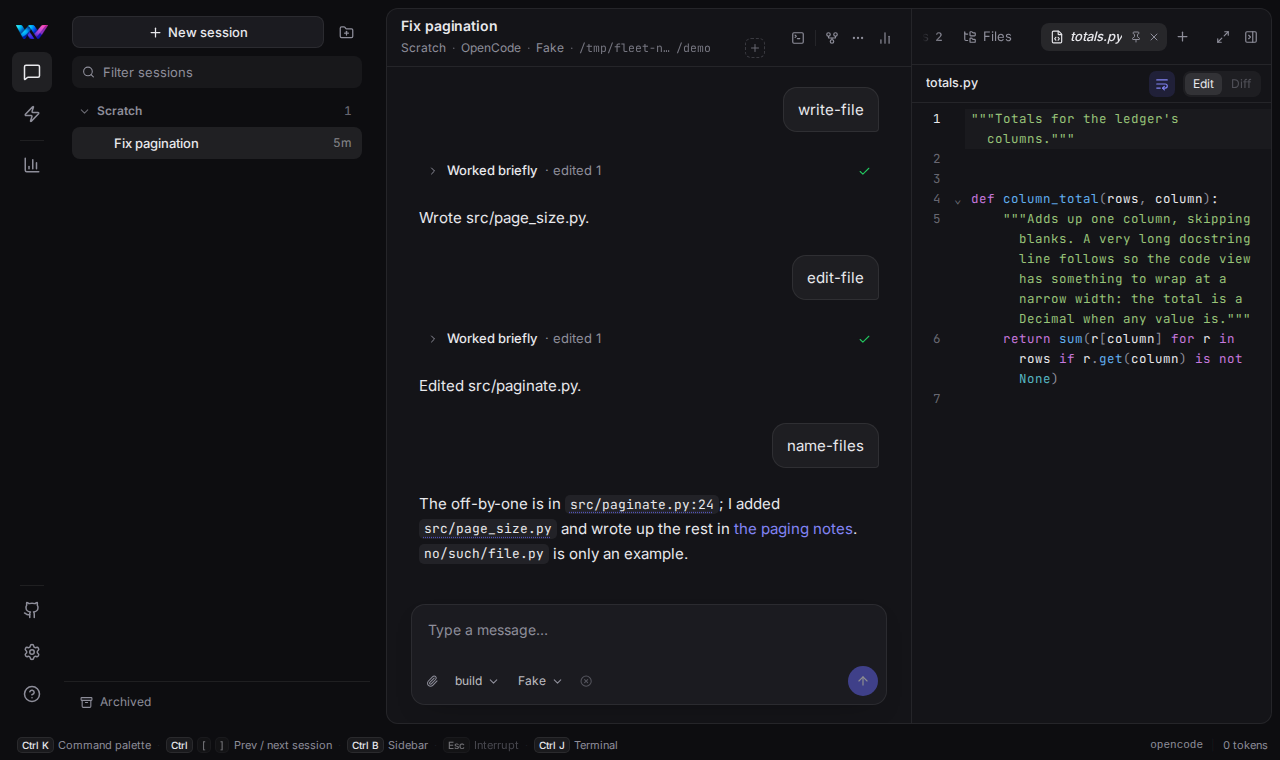 New session
Filter sessions
Scratch 1
Fix pagination 5m
Archived
Fix pagination
Scratch · OpenCode · Fake · /tmp/fleet-n… /demo
write-file
Worked briefly · edited 1
Wrote src/page_size.py.
edit-file
Worked briefly · edited 1
Edited src/paginate.py.
name-files
The off-by-one is in src/paginate.py:24; I added
src/page_size.py and wrote up the rest in the paging notes.
no/such/file.py is only an example.
Type a message...
build Fake
2 Files totals.py
totals.py Edit Diff
1 """Totals for the ledger's
columns."""
2
3
4 def column_total(rows, column):
5 """Adds up one column, skipping
blanks. A very long docstring
line follows so the code view
has something to wrap at a
narrow width: the total is a
Decimal when any value is."""
6 return sum(r[column] for r in
rows if r.get(column) is not
None)
7
Ctrl K Command palette Ctrl [ ] Prev / next session Ctrl B Sidebar Esc Interrupt Ctrl J Terminal opencode 0 tokens